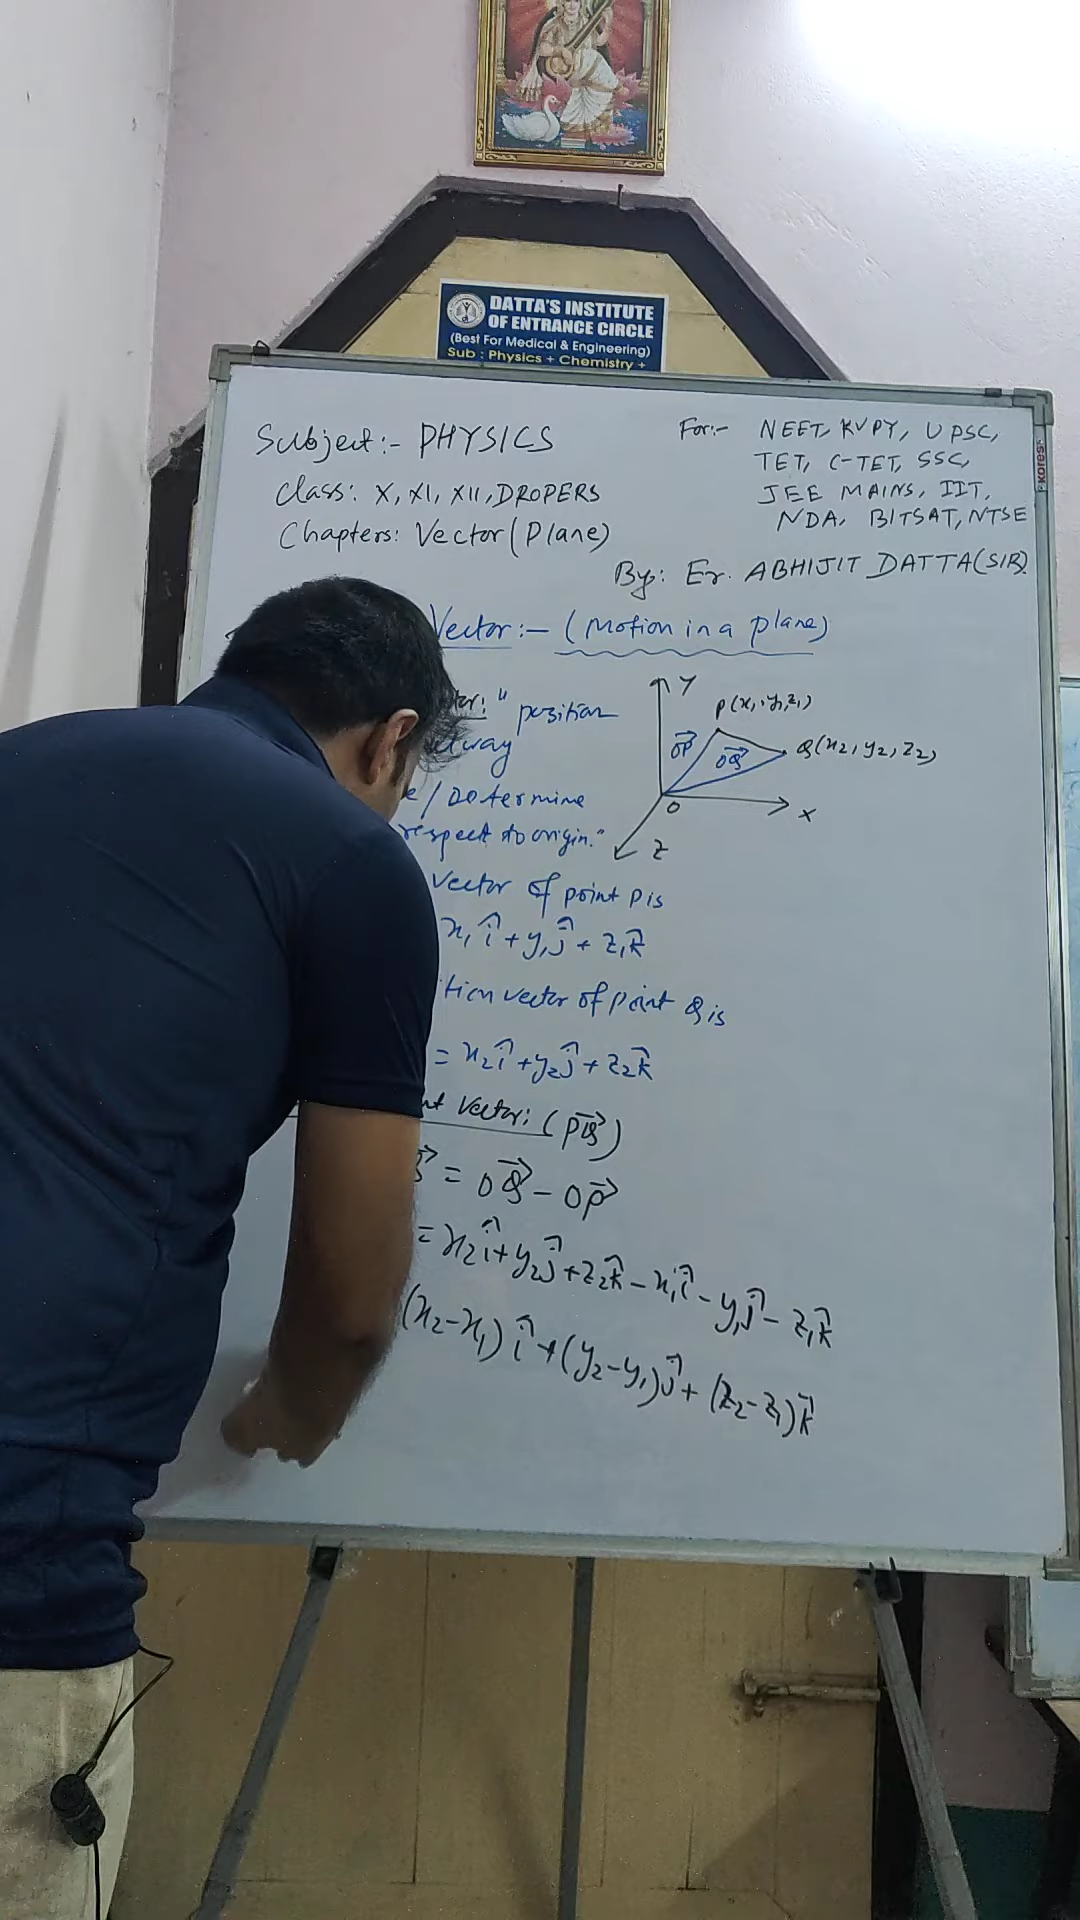 DATTA'S INSTITUTE
OF ENTRANCE CIRCLE
(Best For Medical & Engineering)
Sub : Physics + Chemistry +
Subject:- PHYSICS
Class: X, XI, XII, DROPERS
Chapters: Vector (Plane)
For:- NEET, KVPY, UPSC,
TET, C-TET, SSC,
JEE MAINS, IIT,
NDA, BITSAT, NTSE
By: Er. ABHIJIT DATTA (SIR)
kores
Vector:- (Motion in a plane)
" position
e / Determine
respect to origin."
Y
P(x₁, y₁, z₁)
Q(x₂, y₂, z₂)
OP⃗
OQ⃗
O
X
Z
Vector of point P is
x₁î + y₁ĵ + z₁k̂
vector of point Q is
= x₂î + y₂ĵ + z₂k̂
Vector: (PQ⃗)
= OQ⃗ - OP⃗
= x₂î + y₂ĵ + z₂k̂ - x₁î - y₁ĵ - z₁k̂
(x₂-x₁)î + (y₂-y₁)ĵ + (z₂-z₁)k̂